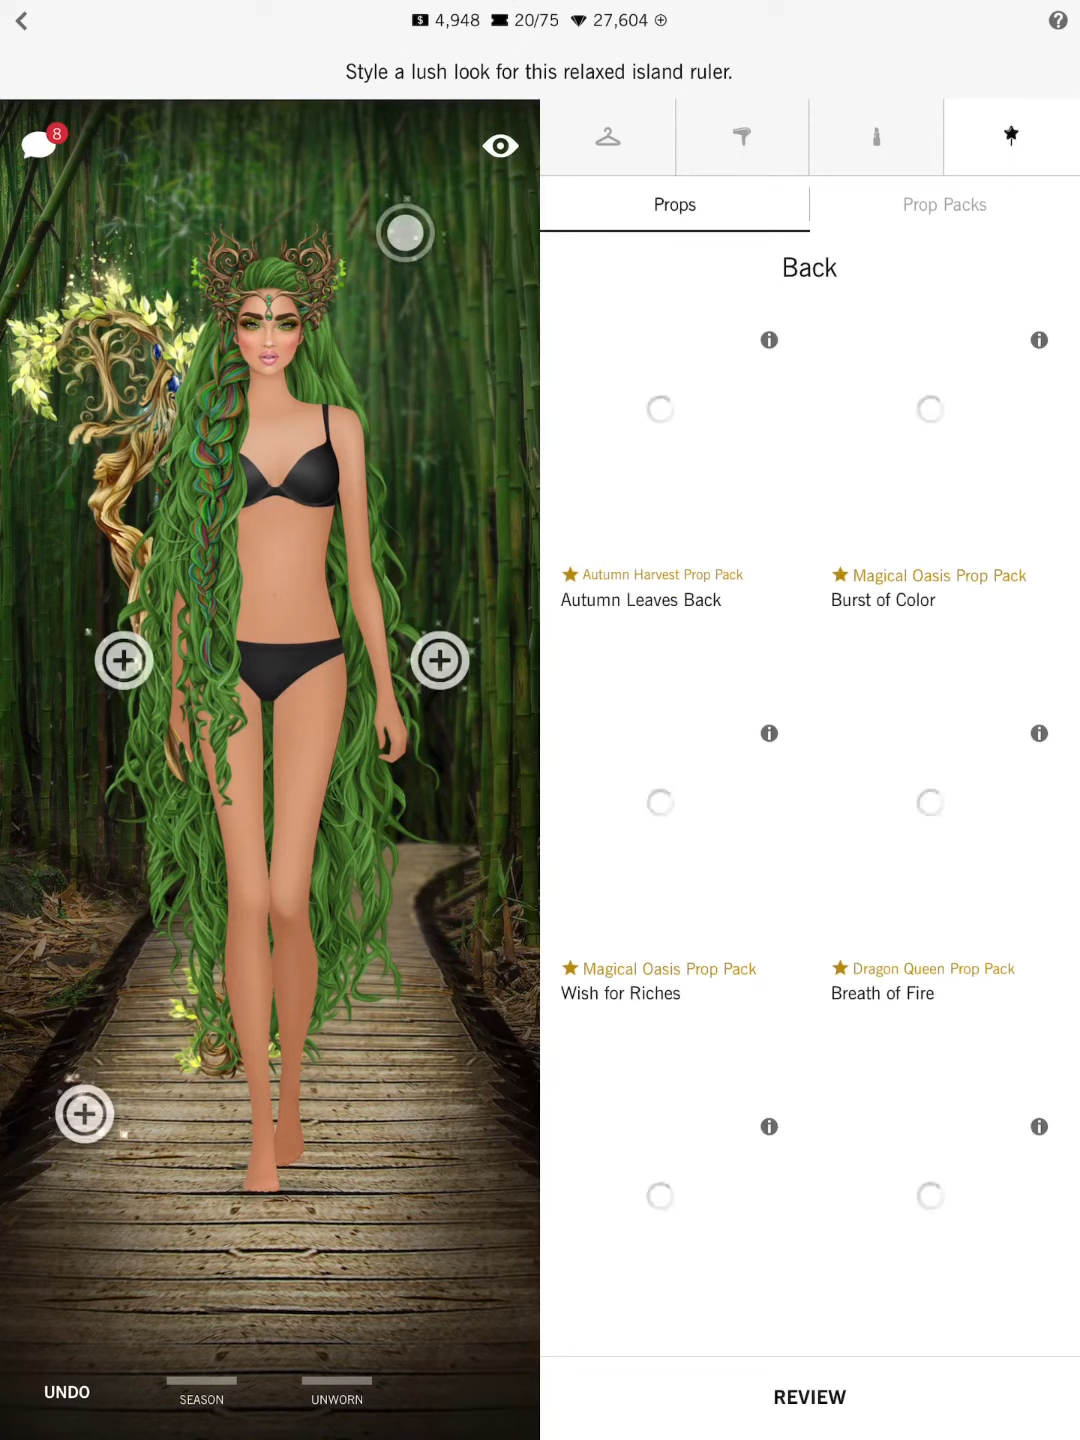 4,948 20/75 27,604
Style a lush look for this relaxed island ruler.
8
Props
Prop Packs
Back
Autumn Harvest Prop Pack
Autumn Leaves Back
Magical Oasis Prop Pack
Burst of Color
Magical Oasis Prop Pack
Wish for Riches
Dragon Queen Prop Pack
Breath of Fire
UNDO
SEASON
UNWORN
REVIEW